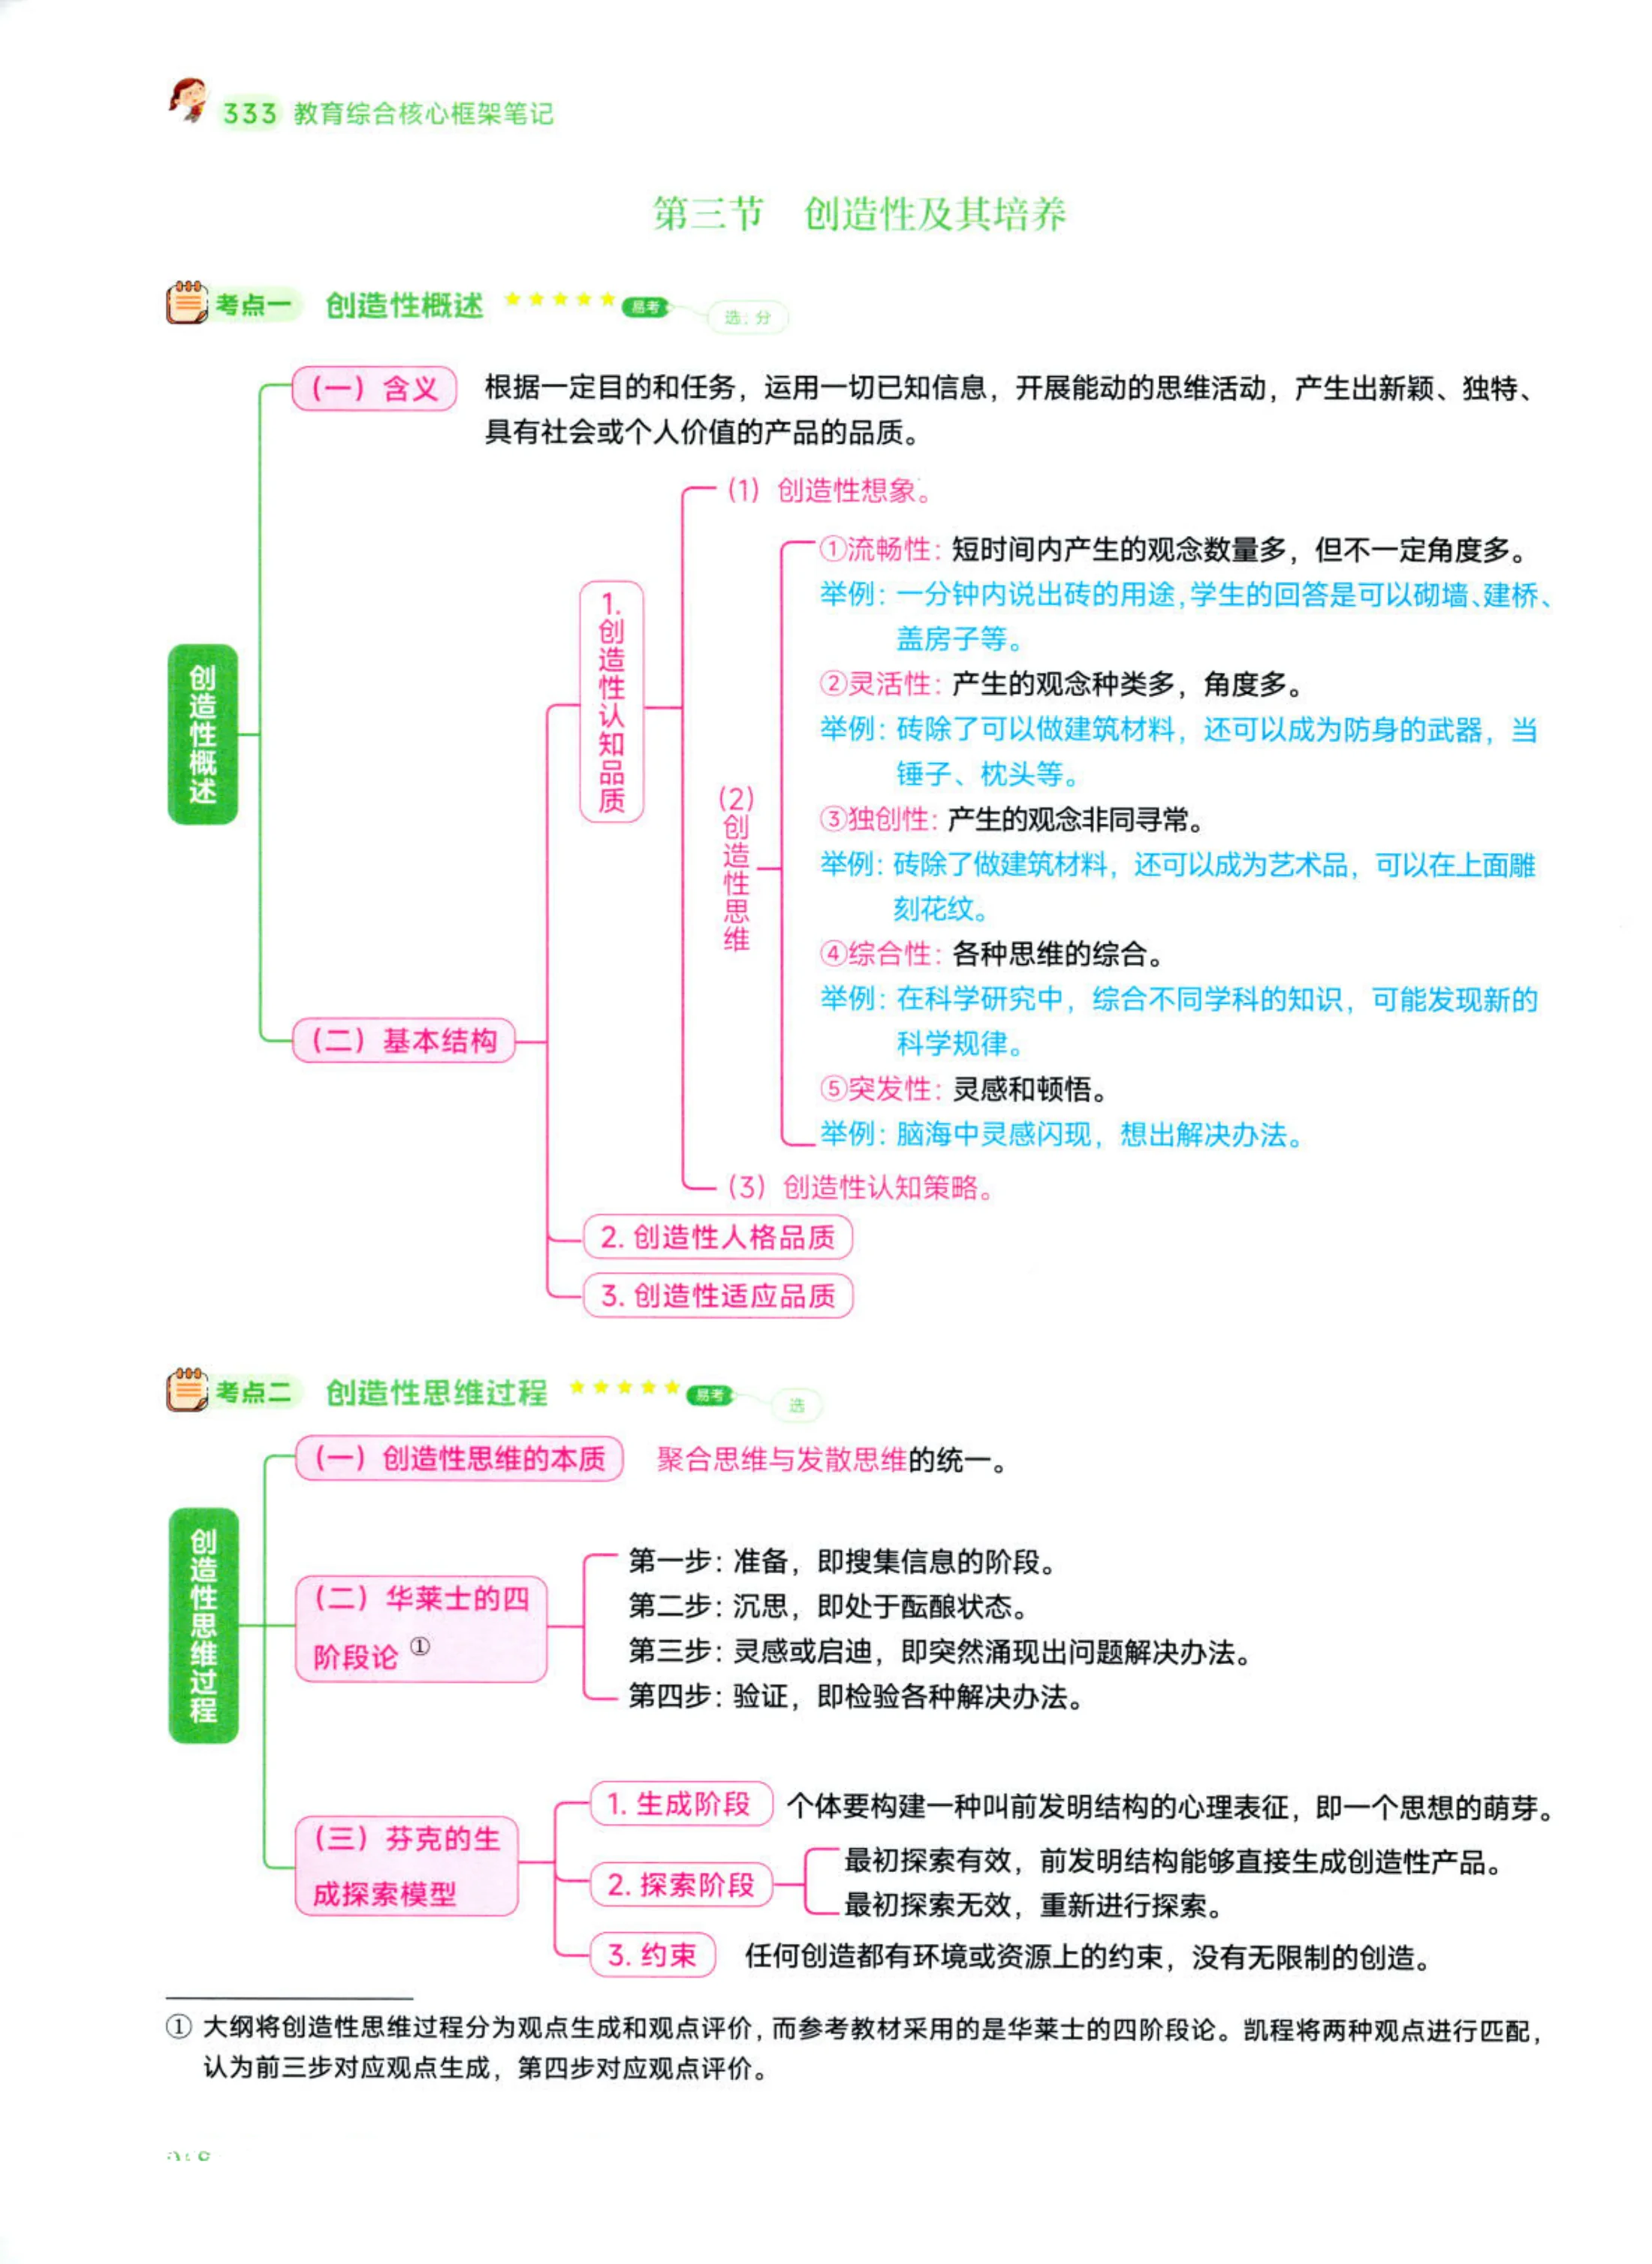 333 教育综合核心框架笔记
第三节 创造性及其培养
考点一 创造性概述 易考 选;分
创造性概述
(一)含义
根据一定目的和任务，运用一切已知信息，开展能动的思维活动，产生出新颖、独特、
具有社会或个人价值的产品的品质。
(二)基本结构
1.创造性认知品质
(1)创造性想象。
(2)创造性思维
①流畅性：短时间内产生的观念数量多，但不一定角度多。
举例：一分钟内说出砖的用途,学生的回答是可以砌墙、建桥、
盖房子等。
②灵活性：产生的观念种类多，角度多。
举例：砖除了可以做建筑材料，还可以成为防身的武器，当
锤子、枕头等。
③独创性：产生的观念非同寻常。
举例：砖除了做建筑材料，还可以成为艺术品，可以在上面雕
刻花纹。
④综合性：各种思维的综合。
举例：在科学研究中，综合不同学科的知识，可能发现新的
科学规律。
⑤突发性：灵感和顿悟。
举例：脑海中灵感闪现，想出解决办法。
(3)创造性认知策略。
2.创造性人格品质
3.创造性适应品质
考点二 创造性思维过程 易考 选
创造性思维过程
(一)创造性思维的本质 聚合思维与发散思维的统一。
(二)华莱士的四
阶段论①
第一步：准备，即搜集信息的阶段。
第二步：沉思，即处于酝酿状态。
第三步：灵感或启迪，即突然涌现出问题解决办法。
第四步：验证，即检验各种解决办法。
(三)芬克的生
成探索模型
1.生成阶段 个体要构建一种叫前发明结构的心理表征，即一个思想的萌芽。
2.探索阶段
最初探索有效，前发明结构能够直接生成创造性产品。
最初探索无效，重新进行探索。
3.约束 任何创造都有环境或资源上的约束，没有无限制的创造。
① 大纲将创造性思维过程分为观点生成和观点评价,而参考教材采用的是华莱士的四阶段论。凯程将两种观点进行匹配，
认为前三步对应观点生成，第四步对应观点评价。